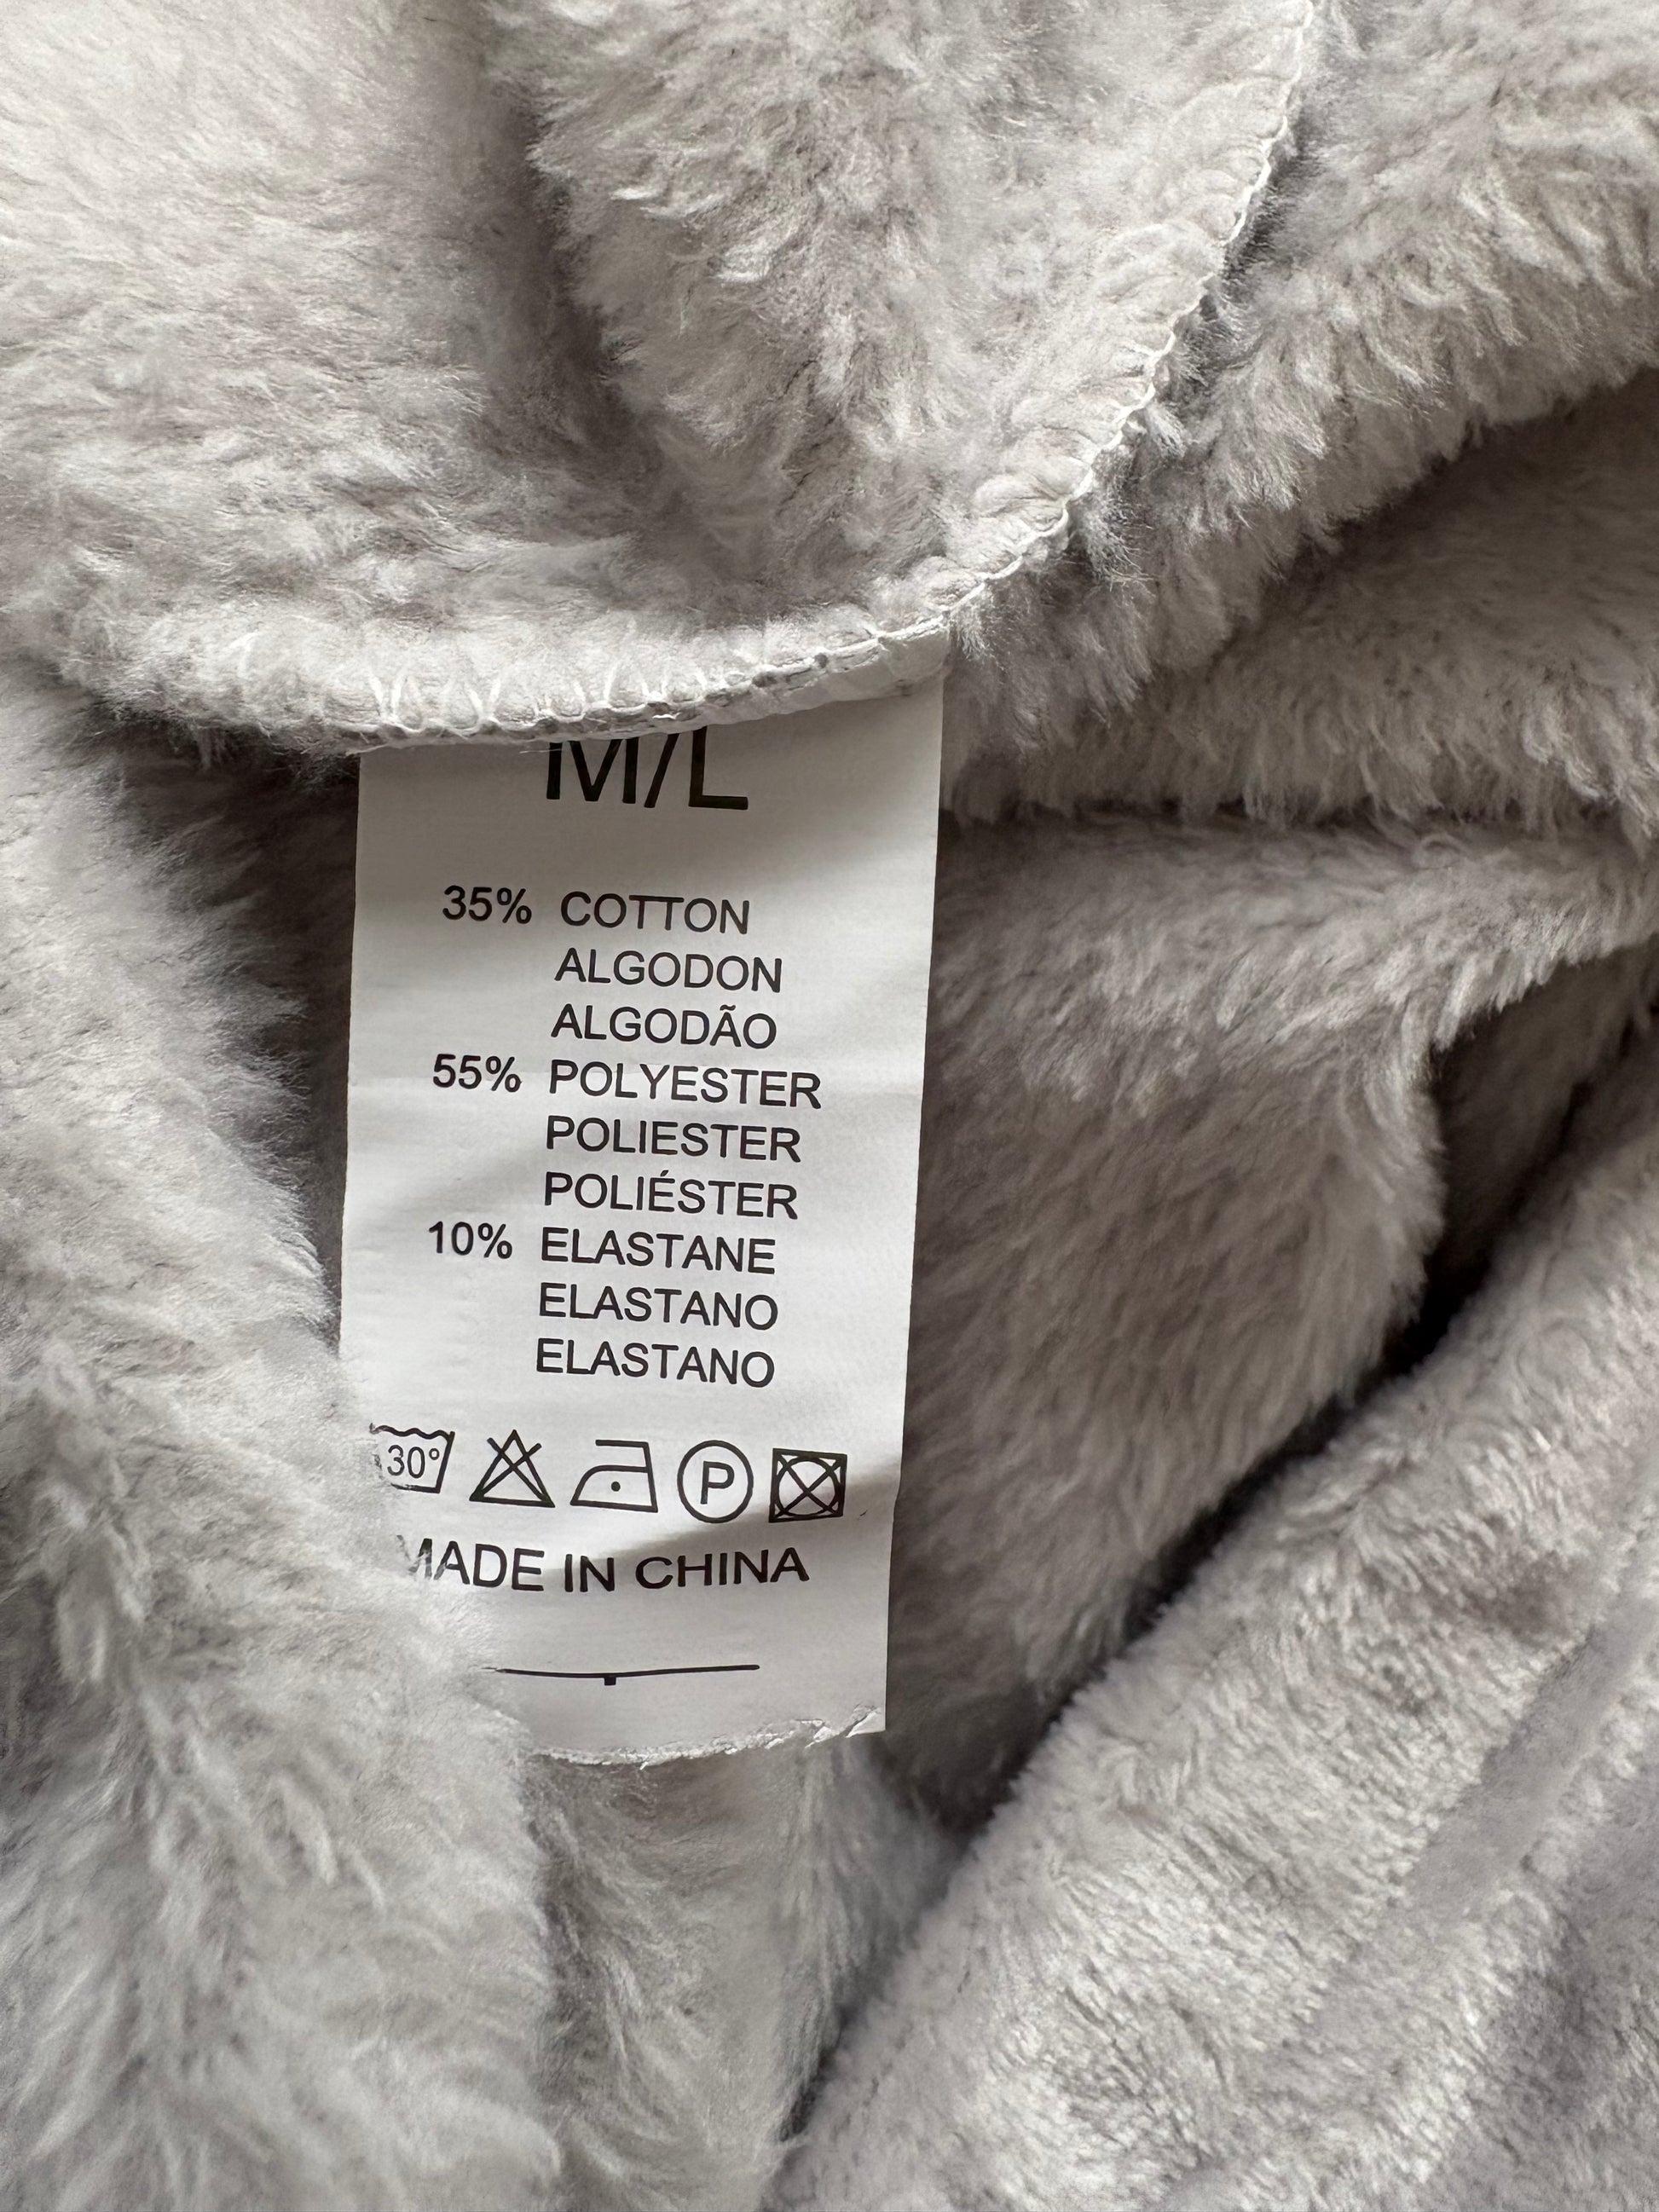 M/L
35% COTTON
ALGODON
ALGODÃO
55% POLYESTER
POLIESTER
POLIÉSTER
10% ELASTANE
ELASTANO
ELASTANO
30° P
MADE IN CHINA